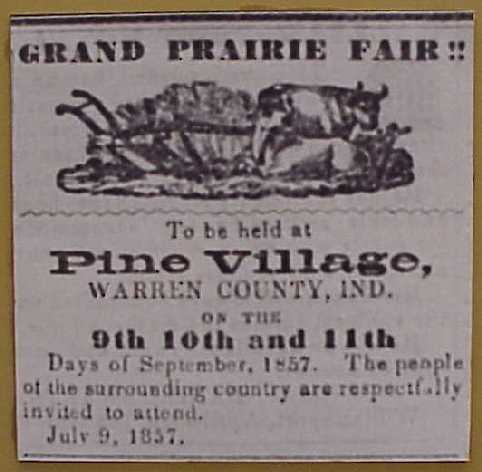 GRAND PRAIRIE FAIR!!
To be held at
Pine Village,
WARREN COUNTY, IND.
ON THE
9th 10th and 11th
Days of September, 1857. The people
of the surrounding country are respectfully
invited to attend.
July 9, 1857.